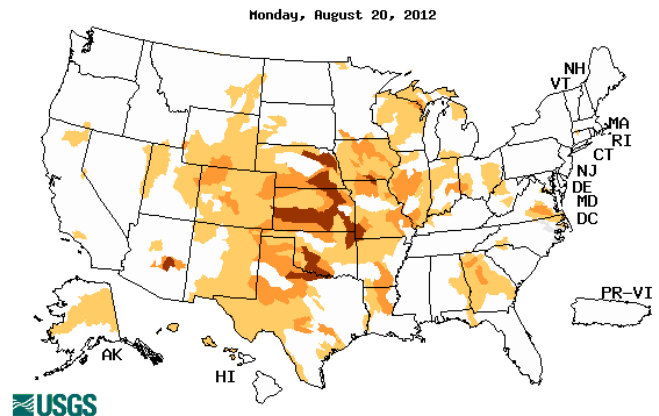 Monday, August 20, 2012
NH
VT
MA
RI
CT
NJ
DE
MD
DC
PR-VI
AK
HI
USGS